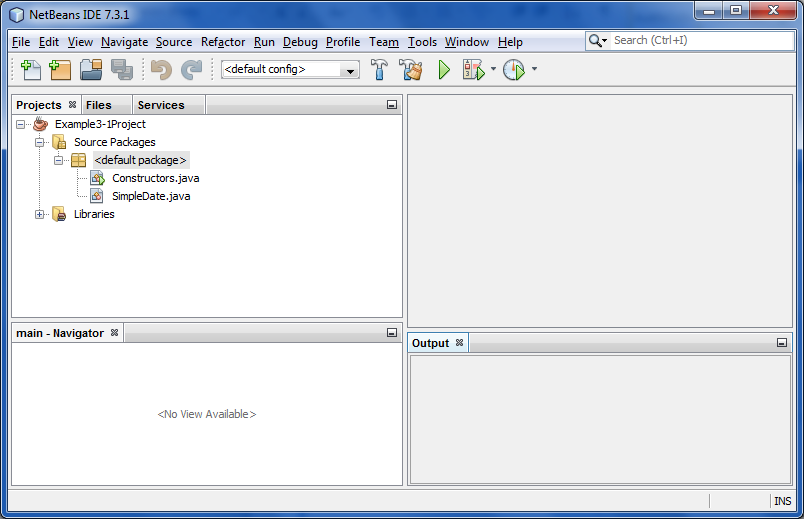 NetBeans IDE 7.3.1
File Edit View Navigate Source Refactor Run Debug Profile Team Tools Window Help
Search (Ctrl+I)
<default config>
Projects Files Services
Example3-1Project
Source Packages
<default package>
Constructors.java
SimpleDate.java
Libraries
main - Navigator
<No View Available>
Output
INS